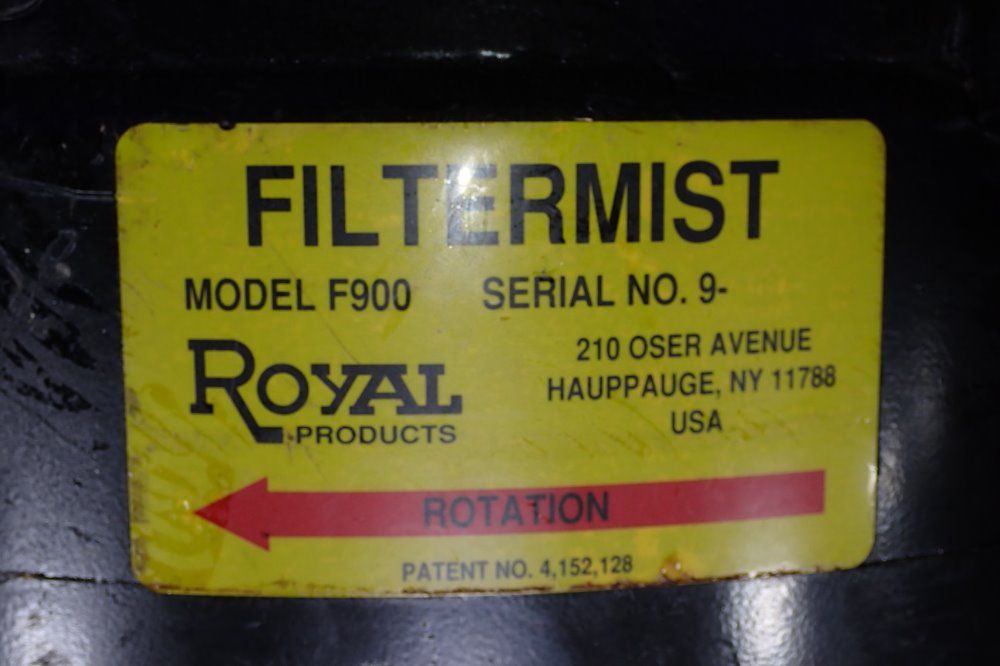 FILTERMIST
MODEL F900 SERIAL NO. 9-
ROYAL
PRODUCTS
210 OSER AVENUE
HAUPPAUGE, NY 11788
USA
ROTATION
PATENT NO. 4,152,128